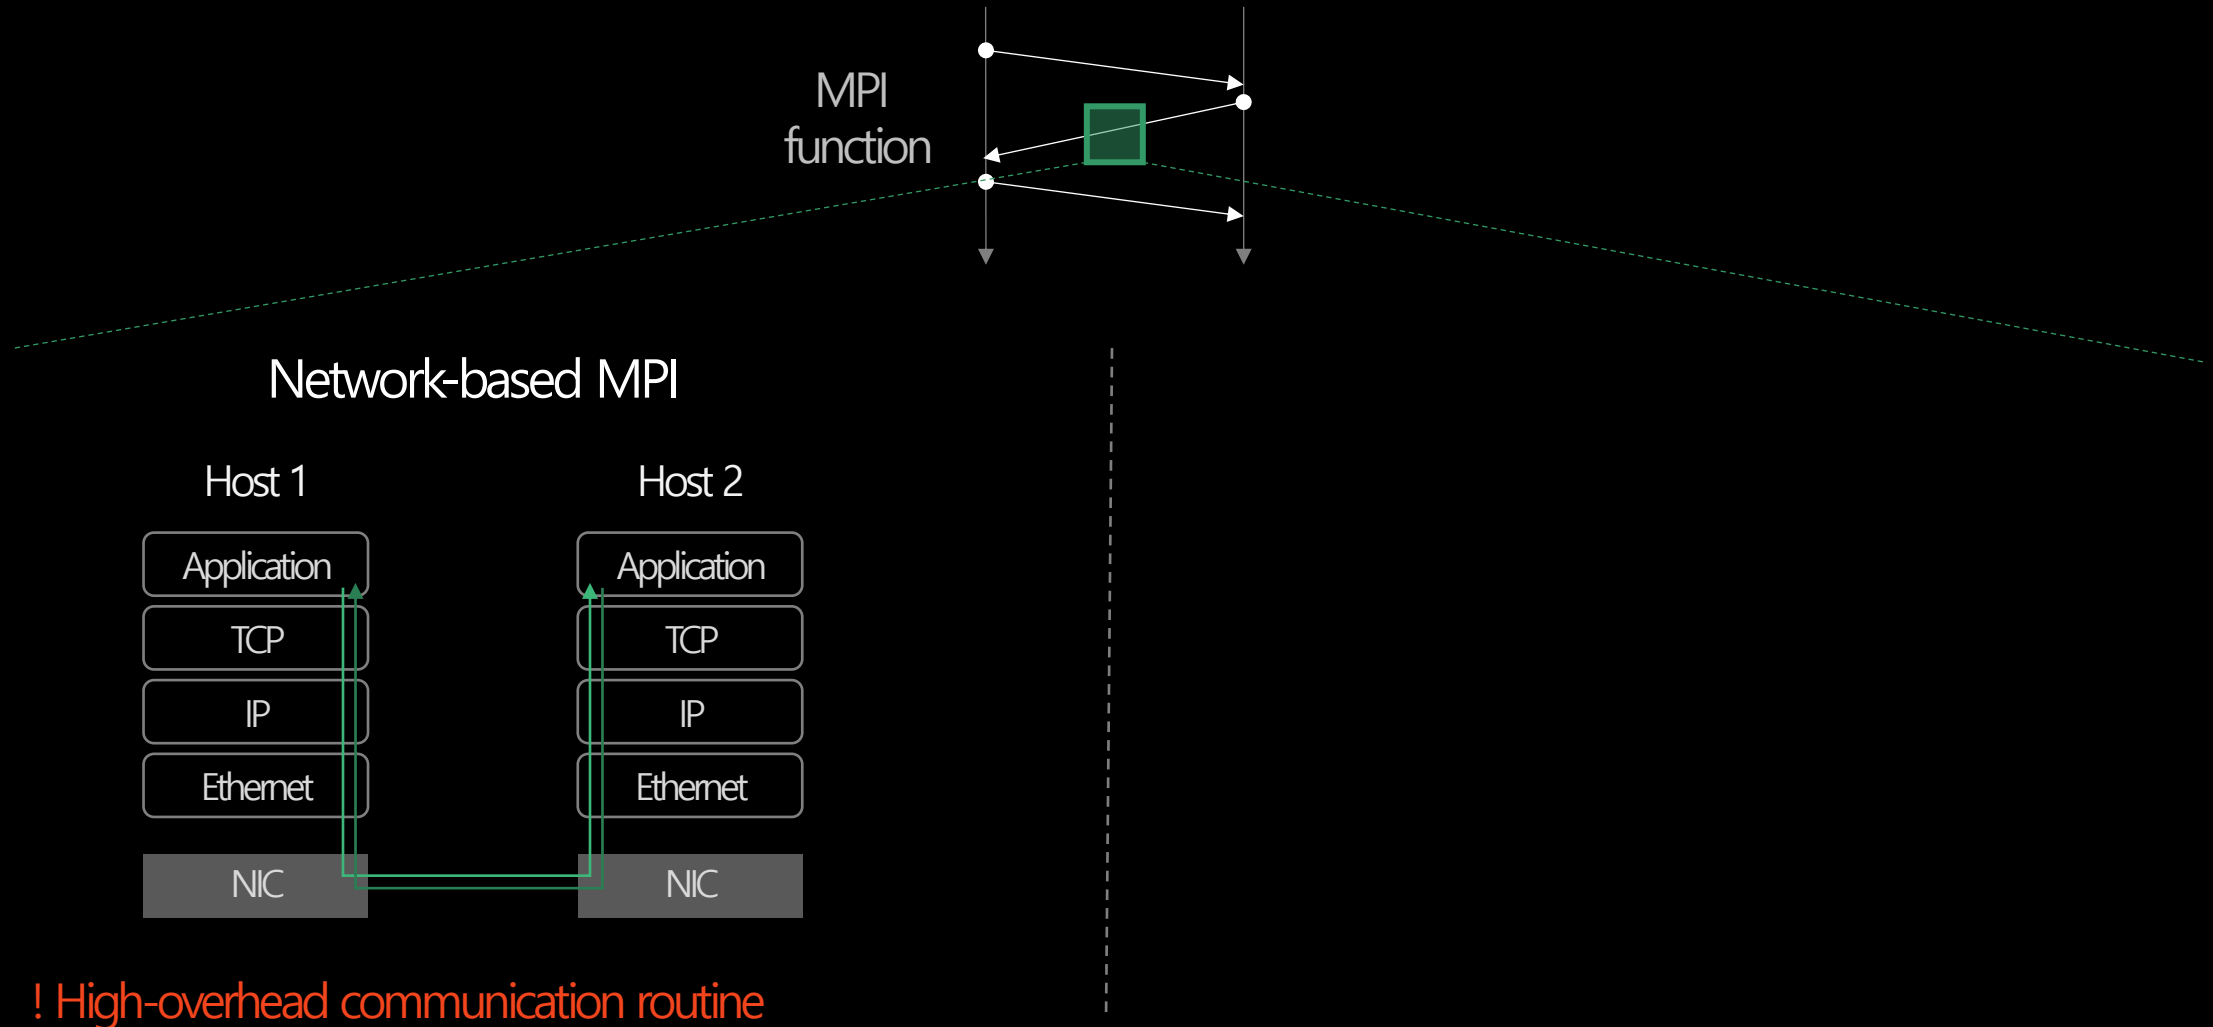 MPI
function
Network-based MPI
Host 1
Host 2
Application
Application
TCP
TCP
IP
IP
Ethernet
Ethernet
NIC
NIC
! High-overhead communication routine